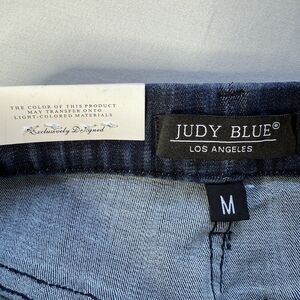 THE COLOR OF THIS PRODUCT
MAY TRANSFER ONTO
LIGHT-COLORED MATERIALS
Exclusively Designed
JUDY BLUE®
LOS ANGELES
M